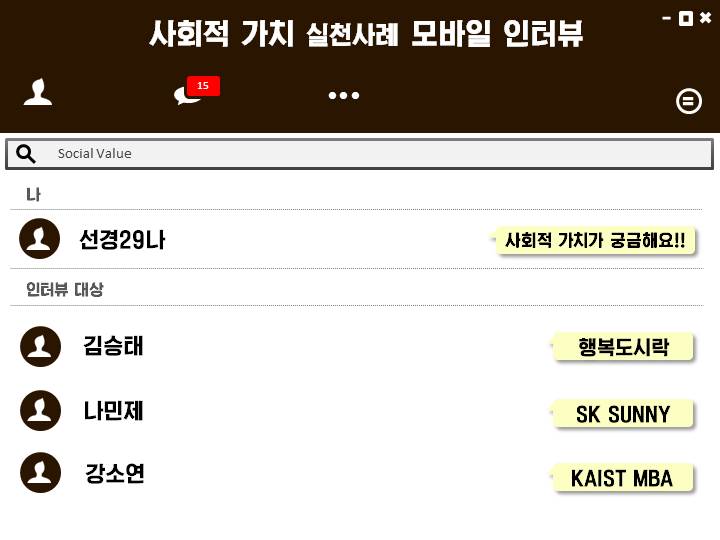 사회적 가치 실천사례 모바일 인터뷰
15
Social Value
나
선경29나
사회적 가치가 궁금해요!!
인터뷰 대상
김승태
행복도시락
나민제
SK SUNNY
강소연
KAIST MBA